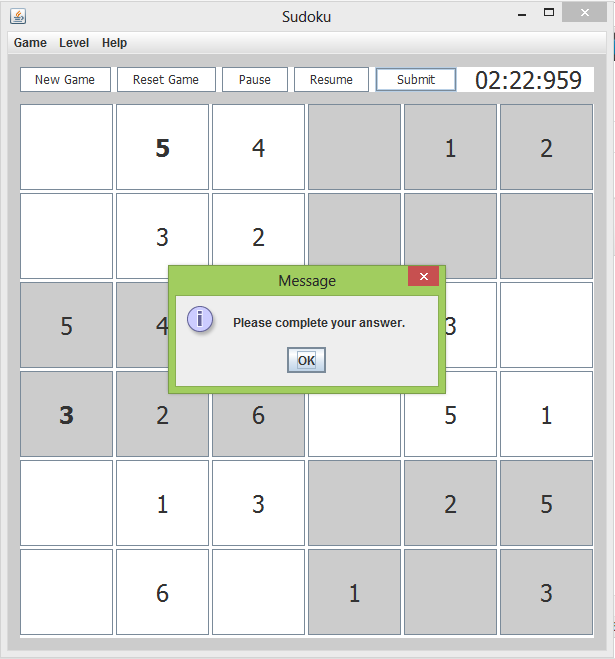 Sudoku
Game Level Help
New Game Reset Game Pause Resume Submit 02:22:959
5 4 1 2
3 2
Message
5 4 3
i Please complete your answer.
OK
3 2 6 5 1
1 3 2 5
6 1 3